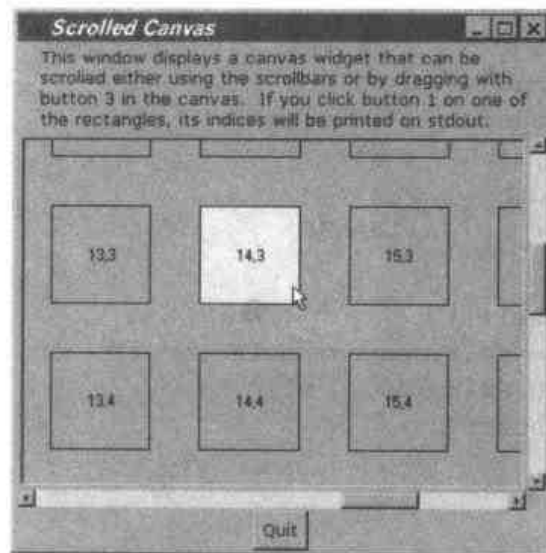 Scrolled Canvas
This window displays a canvas widget that can be
scrolled either using the scrollbars or by dragging with
button 3 in the canvas. If you click button 1 on one of
the rectangles, its indices will be printed on stdout.
13,3 14,3 15,3
13,4 14,4 15,4
Quit